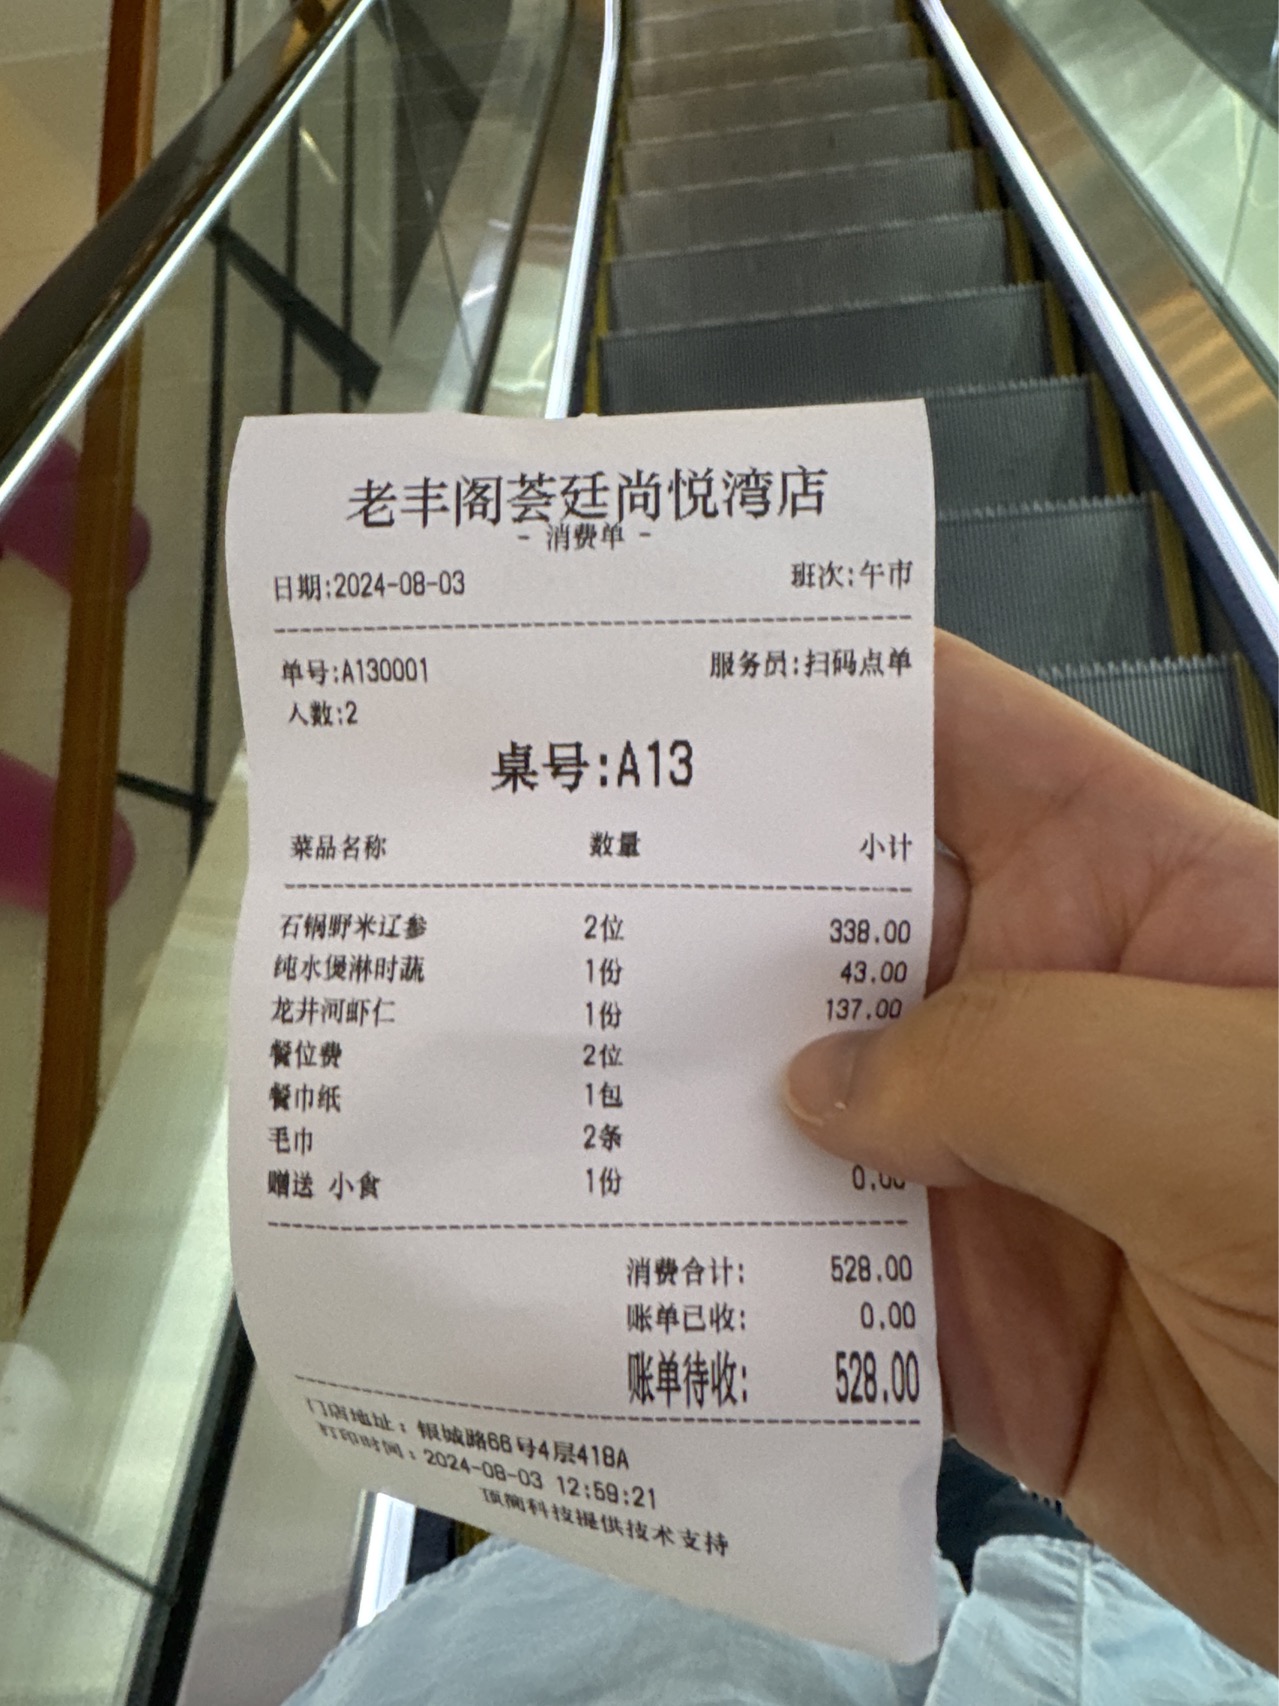 老丰阁荟廷尚悦湾店
- 消费单 -
日期:2024-08-03 班次:午市
单号:A130001 服务员:扫码点单
人数:2
桌号:A13
菜品名称 数量 小计
石锅野米辽参 2位 338.00
纯水煲淋时蔬 1份 43.00
龙井河虾仁 1份 137.00
餐位费 2位
餐巾纸 1包
毛巾 2条
赠送 小食 1份 0.00
消费合计: 528.00
账单已收: 0.00
账单待收: 528.00
门店地址：银城路66号4层418A
打印时间：2024-08-03 12:59:21
顶顶科技提供技术支持